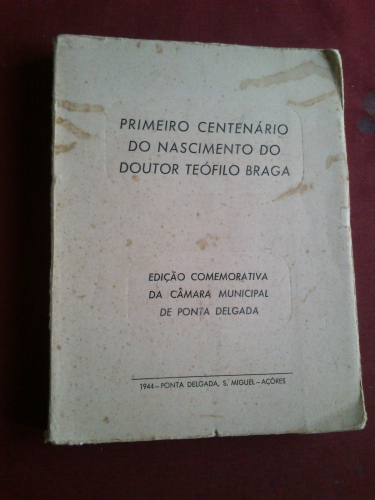 PRIMEIRO CENTENÁRIO
DO NASCIMENTO DO
DOUTOR TEÓFILO BRAGA
EDIÇÃO COMEMORATIVA
DA CÂMARA MUNICIPAL
DE PONTA DELGADA
1944 – PONTA DELGADA, S. MIGUEL – AÇÔRES